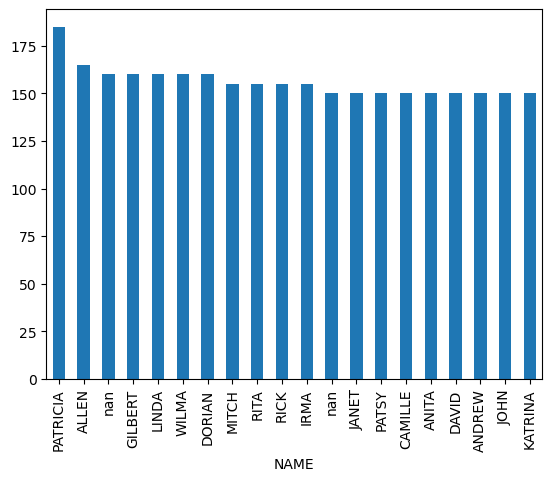 175
150
125
100
75
50
25
0
PATRICIA
ALLEN
nan
GILBERT
LINDA
WILMA
DORIAN
MITCH
RITA
RICK
IRMA
nan
JANET
PATSY
CAMILLE
ANITA
DAVID
ANDREW
JOHN
KATRINA
NAME